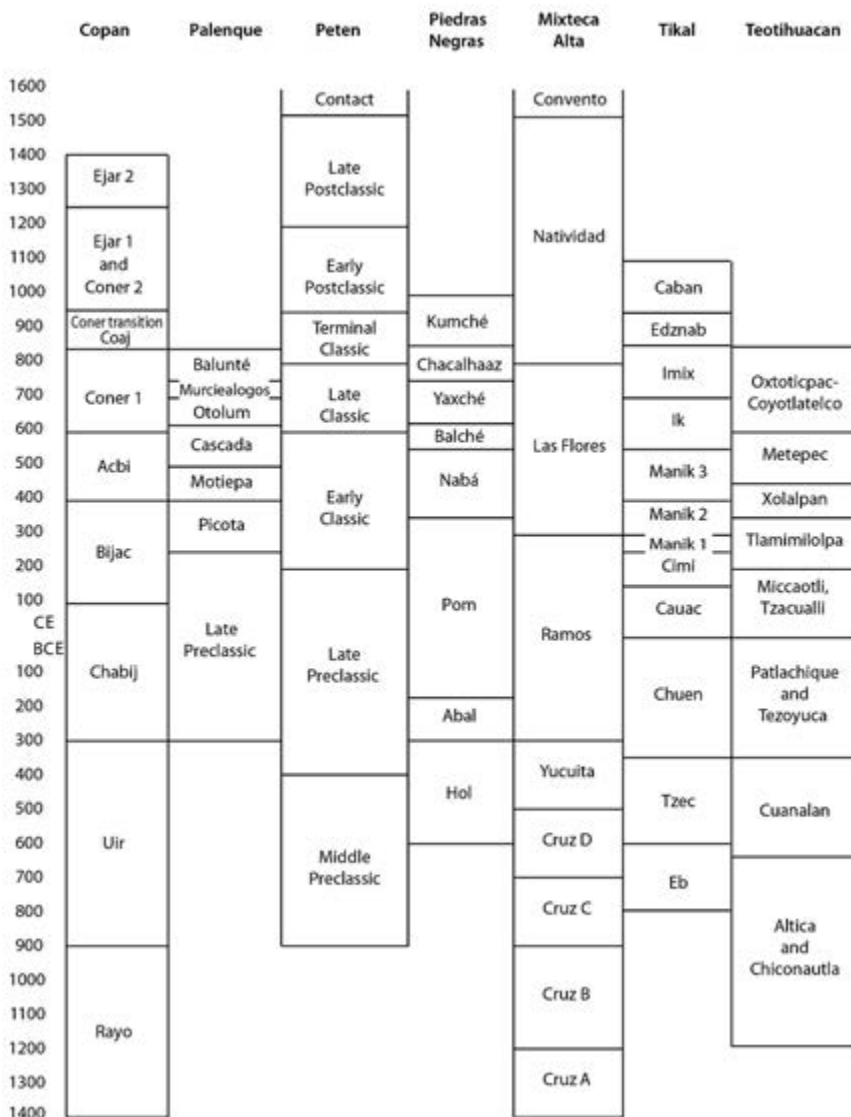 Copan
Palenque
Peten
Piedras
Negras
Mixteca
Alta
Tikal
Teotihuacan
1600
1500
1400
1300
1200
1100
1000
900
800
700
600
500
400
300
200
100
CE
BCE
100
200
300
400
500
600
700
800
900
1000
1100
1200
1300
1400
Ejar 2
Ejar 1
and
Coner 2
Coner transition
Coaj
Coner 1
Acbi
Bijac
Chabij
Uir
Rayo
Balunté
Murciealogos
Otolum
Cascada
Motiepa
Picota
Late
Preclassic
Contact
Late
Postclassic
Early
Postclassic
Terminal
Classic
Late
Classic
Early
Classic
Late
Preclassic
Middle
Preclassic
Kumché
Chacalhaaz
Yaxché
Balché
Nabá
Pom
Abal
Hol
Convento
Natividad
Las Flores
Ramos
Yucuita
Cruz D
Cruz C
Cruz B
Cruz A
Caban
Edznab
Imix
Ik
Manik 3
Manik 2
Manik 1
Cimi
Cauac
Chuen
Tzec
Eb
Oxtoticpac-
Coyotlatelco
Metepec
Xolalpan
Tlamimilolpa
Miccaotli,
Tzacualli
Patlachique
and
Tezoyuca
Cuanalan
Altica
and
Chiconautla